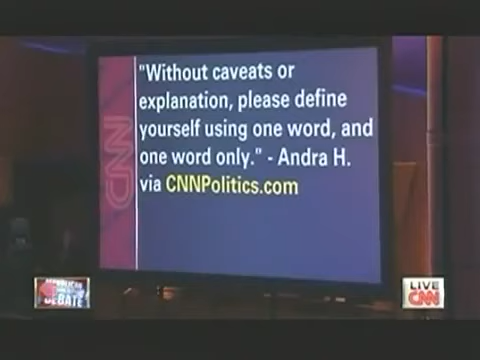 "Without caveats or
explanation, please define
yourself using one word, and
one word only." - Andra H.
via CNNPolitics.com
CNN
REPUBLICAN
DEBATE
LIVE
CNN